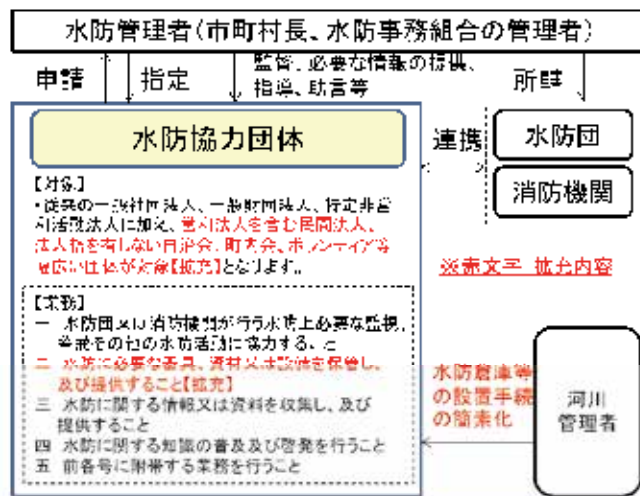 水防管理者(市町村長、水防事務組合の管理者)
申請
指定
監督、必要な情報の提供、
指導、助言等
所轄
水防協力団体
連携
水防団
消防機関
【対象】
・従来の一般社団法人、一般財団法人、特定非営
利活動法人に加え、営利法人を含む民間法人、
法人格を有しない自治会、町内会、ボランティア等
幅広い団体が対象【拡充】となります。
※赤文字 拡充内容
【業務】
一 水防団又は消防機関が行う水防上必要な監視、
警戒その他の水防活動に協力すること
二 水防に必要な器具、資材又は設備を保管し、
及び提供すること【拡充】
三 水防に関する情報又は資料を収集し、及び
提供すること
四 水防に関する知識の普及及び啓発を行うこと
五 前各号に附帯する業務を行うこと
水防倉庫等
の設置手続
の簡素化
河川
管理者